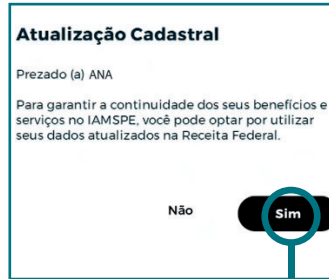 Atualização Cadastral
Prezado (a) ANA
Para garantir a continuidade dos seus benefícios e
serviços no IAMSPE, você pode optar por utilizar
seus dados atualizados na Receita Federal.
Não
Sim